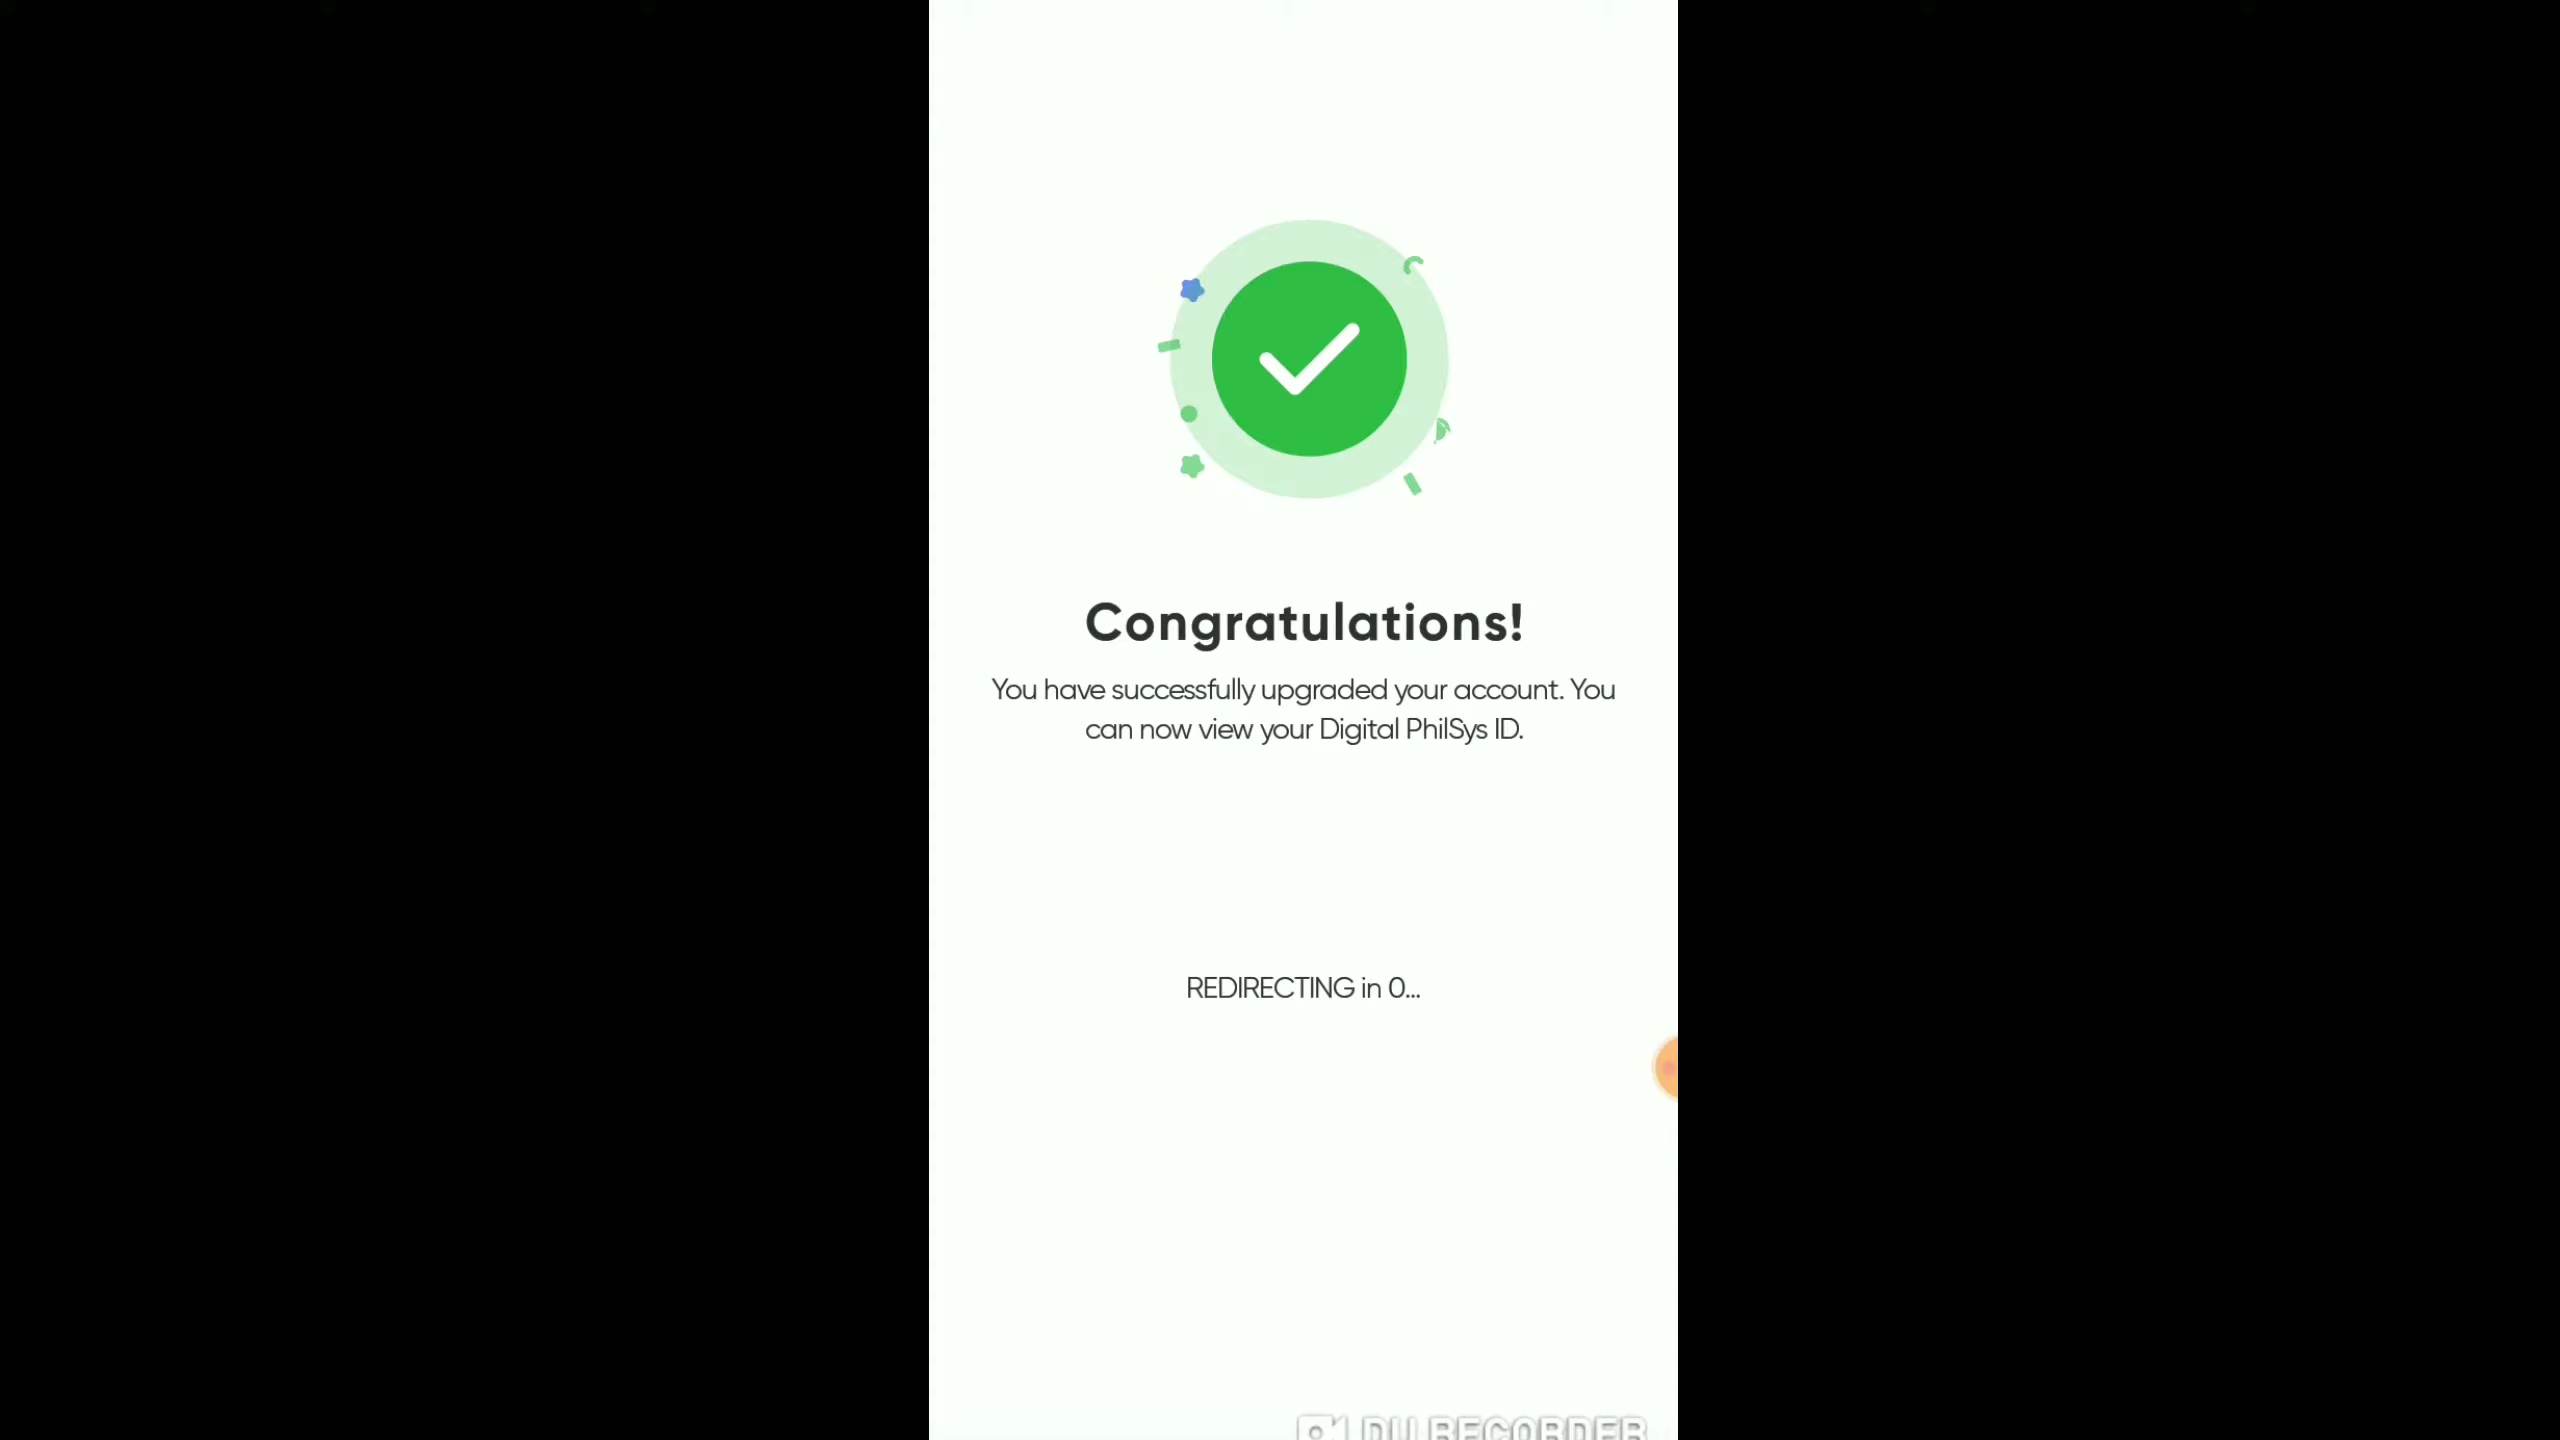 Congratulations!
You have successfully upgraded your account. You
can now view your Digital PhilSys ID.
REDIRECTING in 0...
DU RECORDER